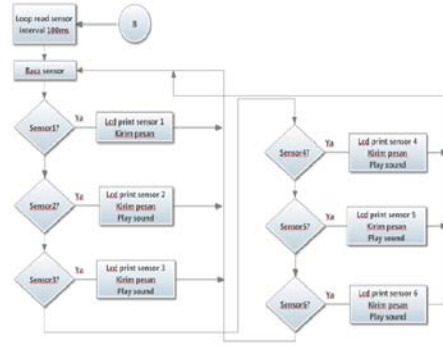 Loop read sensor
interval 100ms
B
Baca sensor
Sensor1?
Ya
Lcd print sensor 1
Kirim pesan
Sensor2?
Ya
Lcd print sensor 2
Kirim pesan
Play sound
Sensor3?
Ya
Lcd print sensor 3
Kirim pesan
Play sound
Sensor4?
Ya
Lcd print sensor 4
Kirim pesan
Play sound
Sensor5?
Ya
Lcd print sensor 5
Kirim pesan
Play sound
Sensor6?
Ya
Lcd print sensor 6
Kirim pesan
Play sound